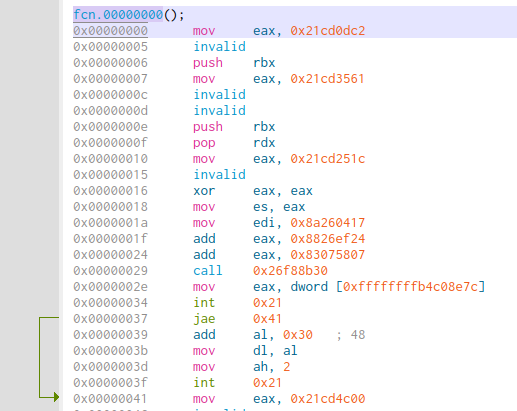 fcn.00000000();
0x00000000 mov eax, 0x21cd0dc2
0x00000005 invalid
0x00000006 push rbx
0x00000007 mov eax, 0x21cd3561
0x0000000c invalid
0x0000000d invalid
0x0000000e push rbx
0x0000000f pop rdx
0x00000010 mov eax, 0x21cd251c
0x00000015 invalid
0x00000016 xor eax, eax
0x00000018 mov es, eax
0x0000001a mov edi, 0x8a260417
0x0000001f add eax, 0x8826ef24
0x00000024 add eax, 0x83075807
0x00000029 call 0x26f88b30
0x0000002e mov eax, dword [0xffffffffb4c08e7c]
0x00000034 int 0x21
0x00000037 jae 0x41
0x00000039 add al, 0x30 ; 48
0x0000003b mov dl, al
0x0000003d mov ah, 2
0x0000003f int 0x21
0x00000041 mov eax, 0x21cd4c00